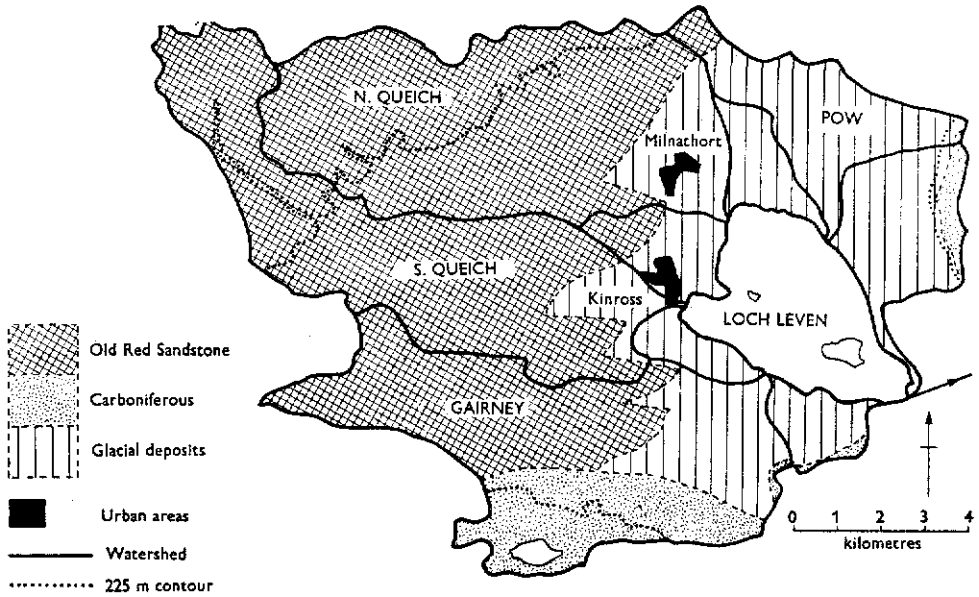 N. QUEICH
POW
Milnathort
S. QUEICH
Kinross
LOCH LEVEN
GAIRNEY
Old Red Sandstone
Carboniferous
Glacial deposits
Urban areas
Watershed
225 m contour
0 1 2 3 4
kilometres